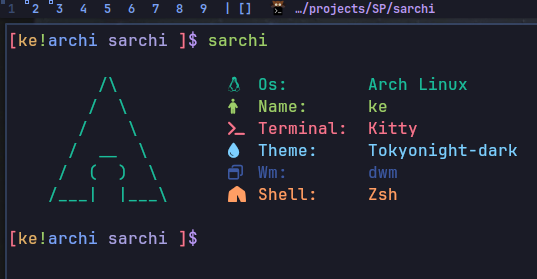 1 2 3 4 5 6 7 8 9 | [] …/projects/SP/sarchi
[ke!archi sarchi ]$ sarchi
/\
/  \
/    \
/  __  \
/  (  )  \
/___|  |___\
Os: Arch Linux
Name: ke
Terminal: Kitty
Theme: Tokyonight-dark
Wm: dwm
Shell: Zsh
[ke!archi sarchi ]$